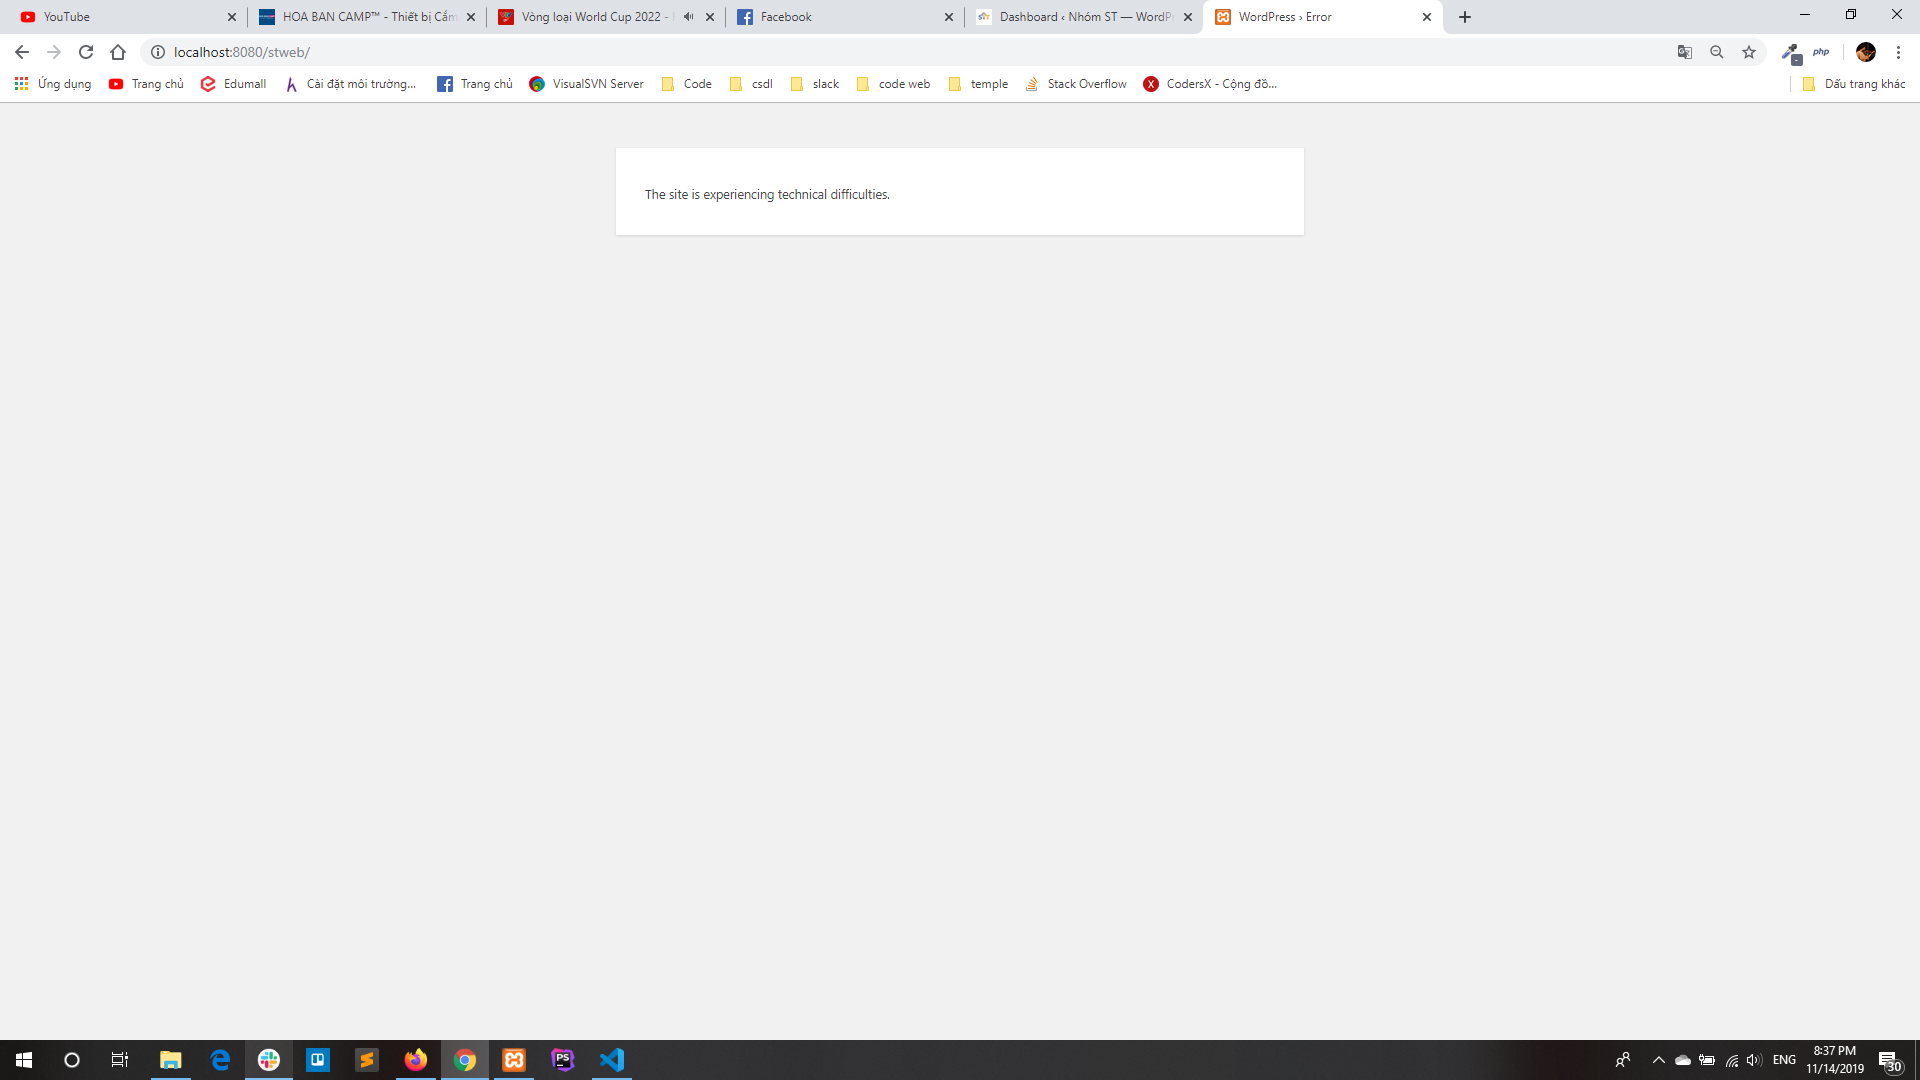 YouTube
HOA BAN CAMP™ - Thiết bị Cắm
Vòng loại World Cup 2022 -
Facebook
Dashboard ‹ Nhóm ST — WordPr
WordPress › Error
localhost:8080/stweb/
php
Ứng dụng
Trang chủ
Edumall
Cài đặt môi trường...
Trang chủ
VisualSVN Server
Code
csdl
slack
code web
temple
Stack Overflow
CodersX - Cộng đồ...
Dấu trang khác
The site is experiencing technical difficulties.
PS
ENG
8:37 PM
11/14/2019
30